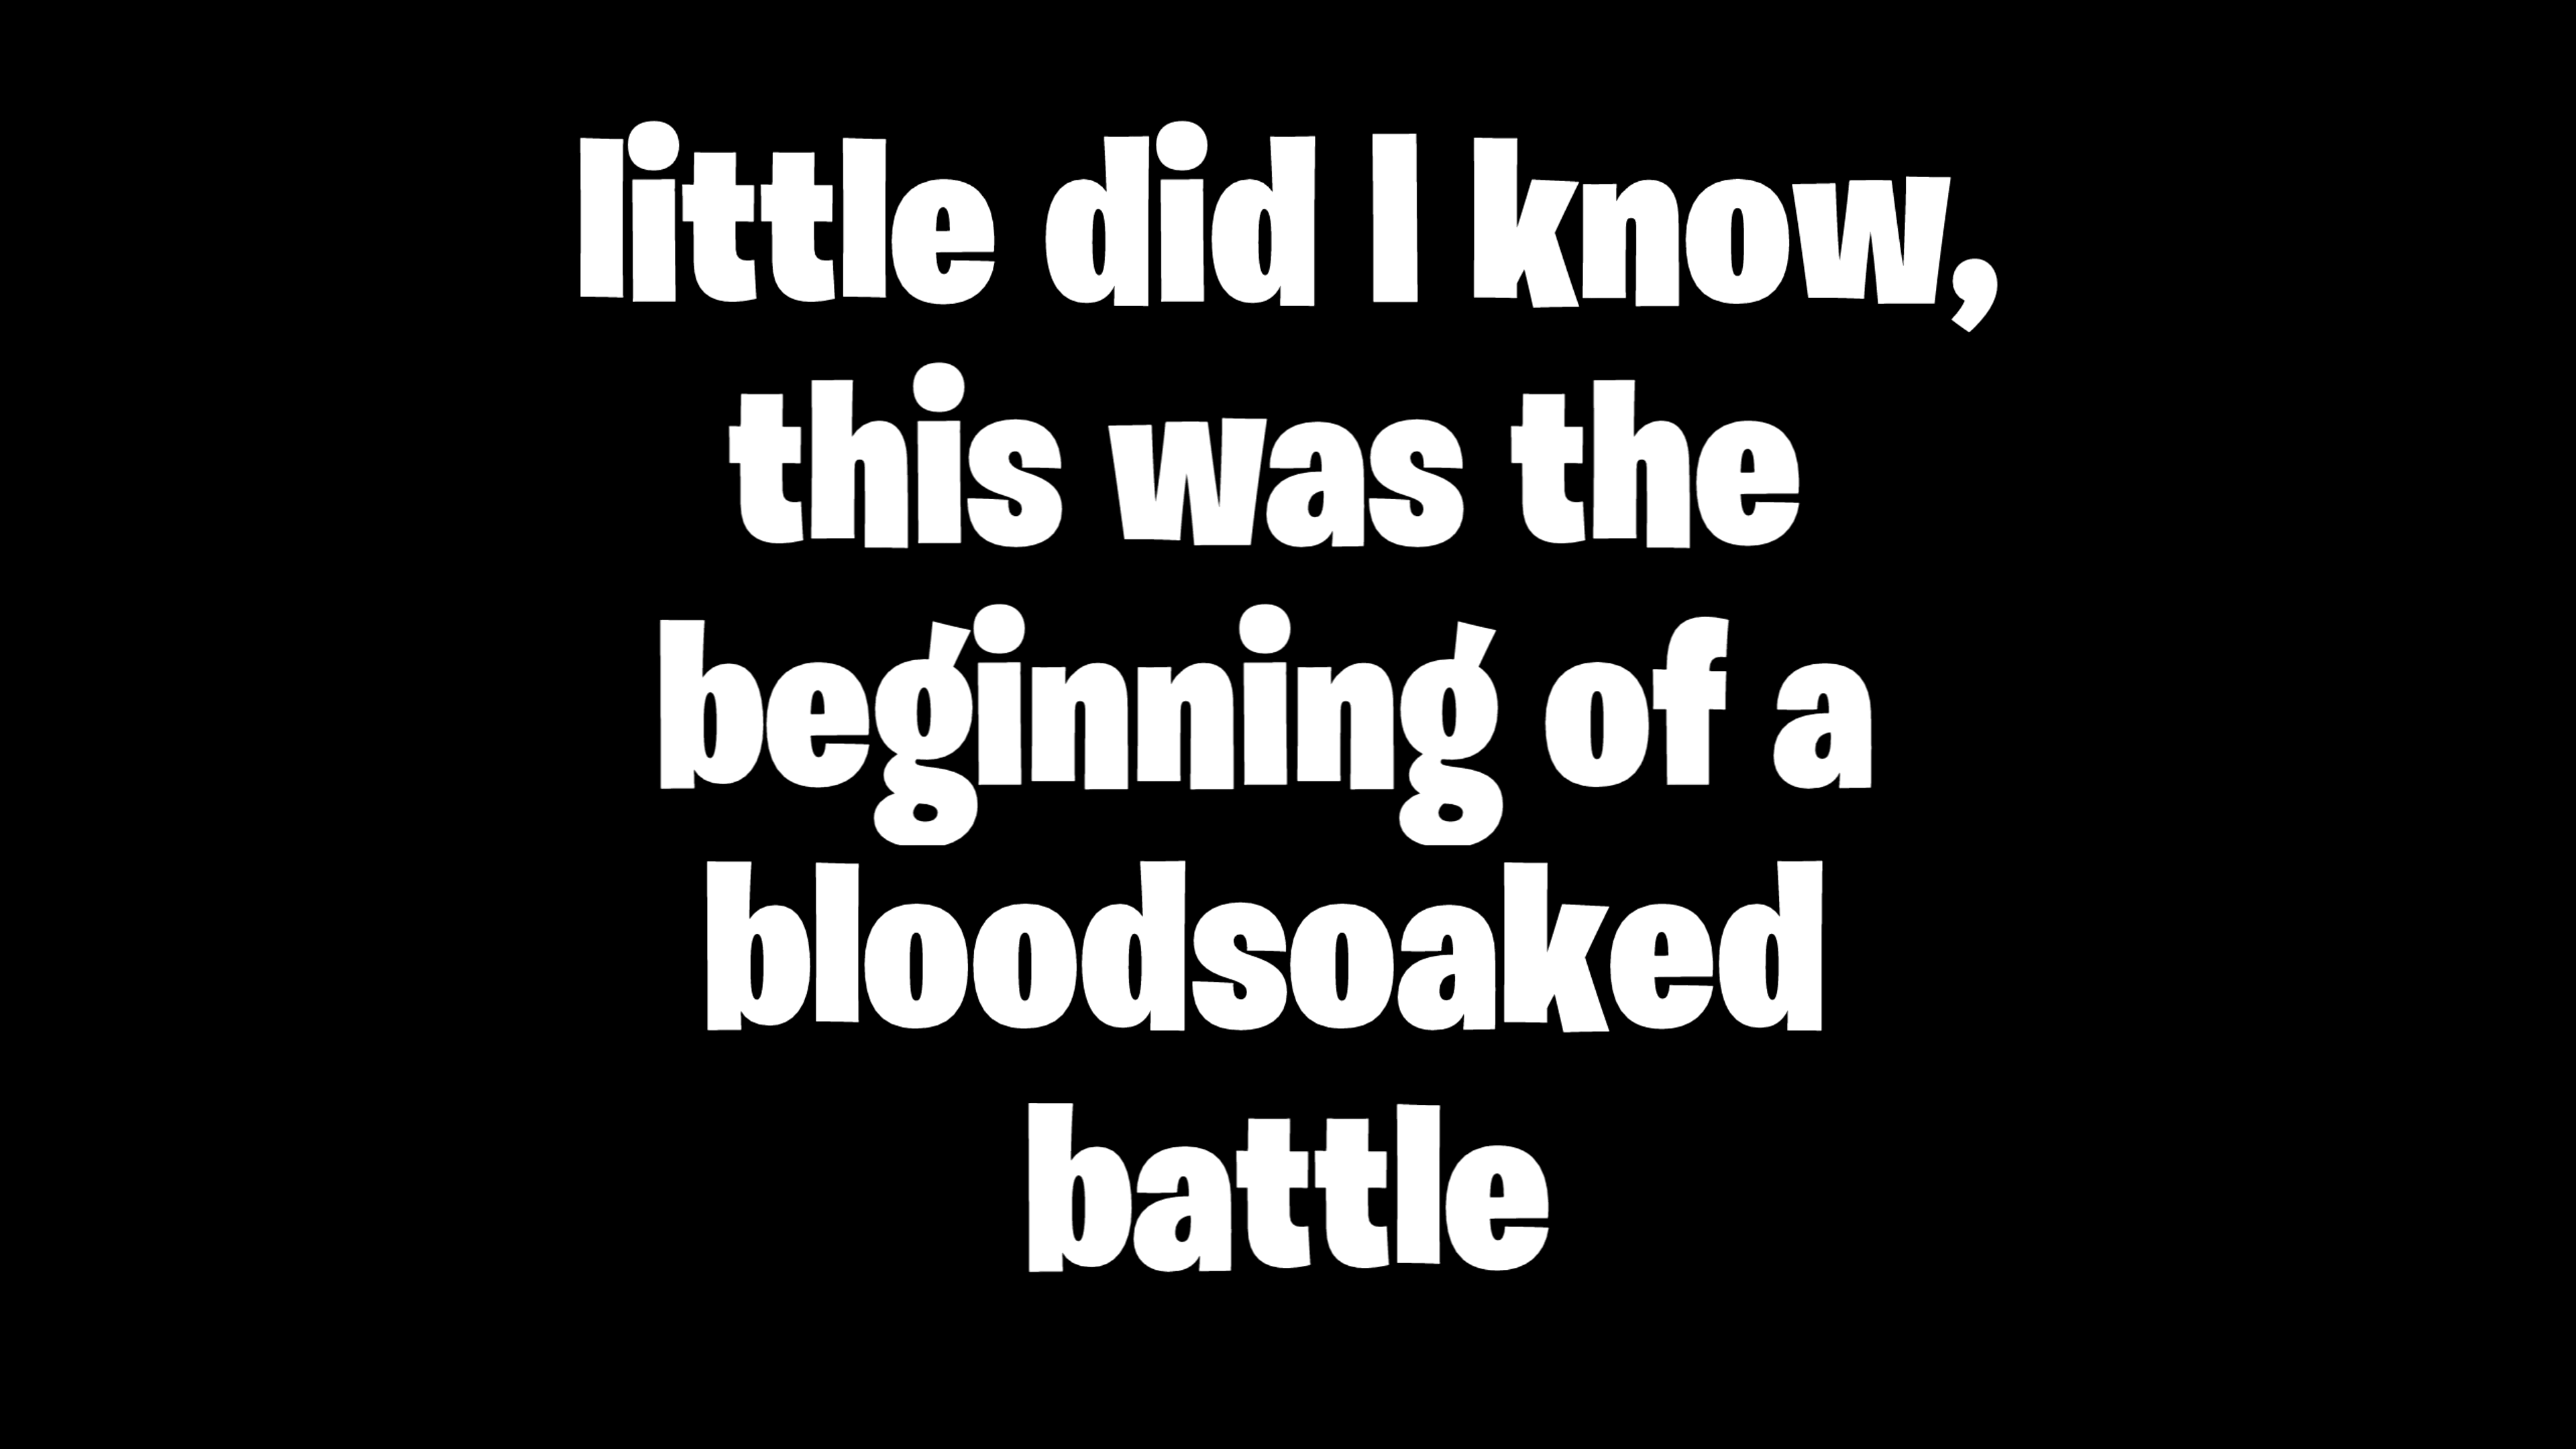 little did I know,
this was the
beginning of a
bloodsoaked
battle